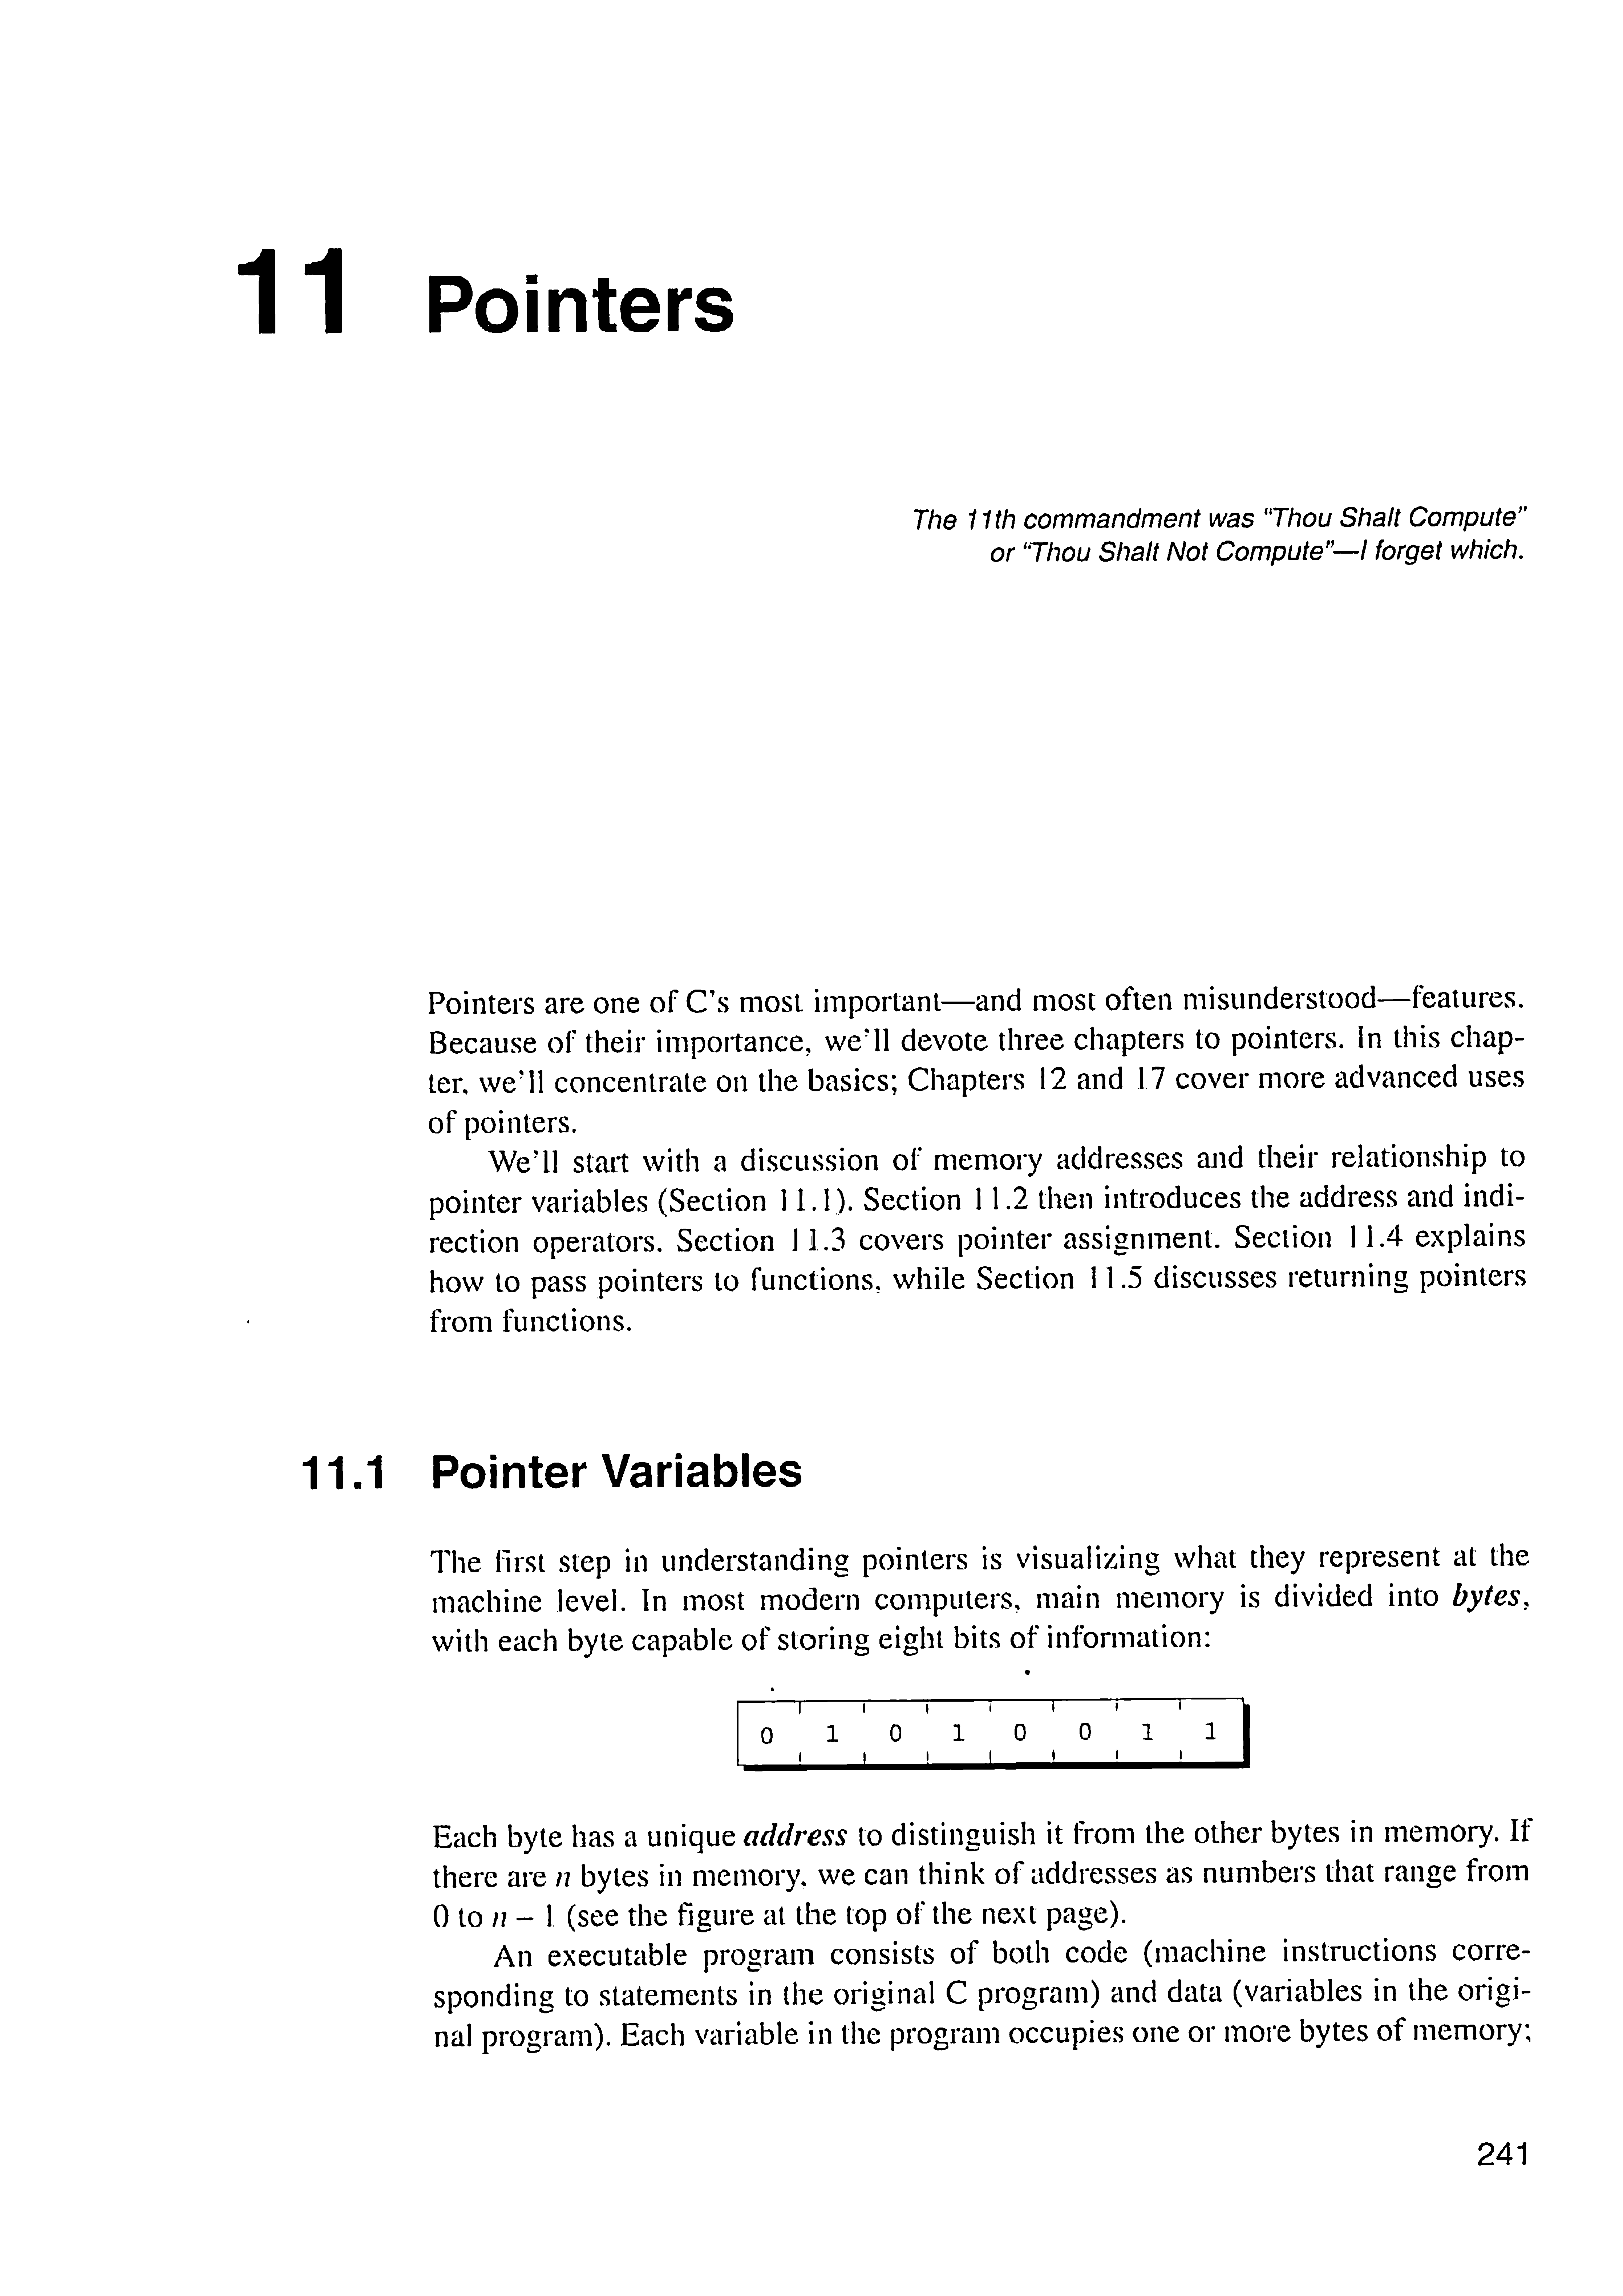 11 Pointers
The 11th commandment was "Thou Shalt Compute"
or "Thou Shalt Not Compute"—I forget which.
Pointers are one of C's most important—and most often misunderstood—features.
Because of their importance, we'll devote three chapters to pointers. In this chap-
ter, we'll concentrate on the basics; Chapters 12 and 17 cover more advanced uses
of pointers.
We'll start with a discussion of memory addresses and their relationship to
pointer variables (Section 11.1). Section 11.2 then introduces the address and indi-
rection operators. Section 11.3 covers pointer assignment. Section 11.4 explains
how to pass pointers to functions, while Section 11.5 discusses returning pointers
from functions.
11.1 Pointer Variables
The first step in understanding pointers is visualizing what they represent at the
machine level. In most modern computers, main memory is divided into bytes,
with each byte capable of storing eight bits of information:
0 1 0 1 0 0 1 1
Each byte has a unique address to distinguish it from the other bytes in memory. If
there are n bytes in memory, we can think of addresses as numbers that range from
0 to n – 1 (see the figure at the top of the next page).
An executable program consists of both code (machine instructions corre-
sponding to statements in the original C program) and data (variables in the origi-
nal program). Each variable in the program occupies one or more bytes of memory;
241